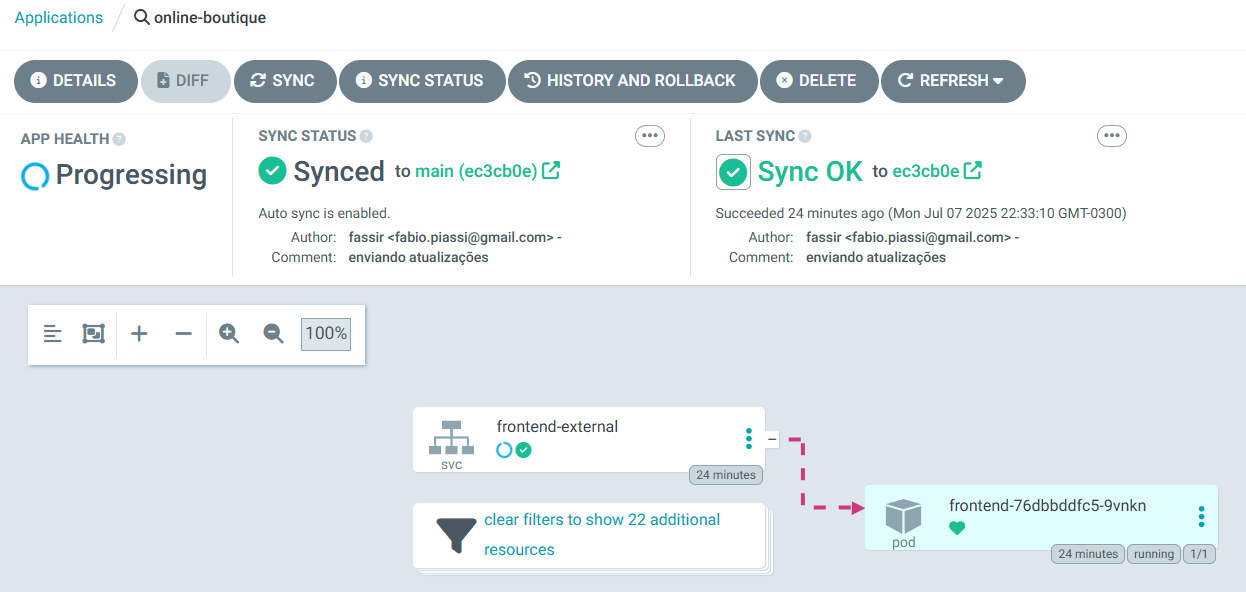 Applications
online-boutique
DETAILS
DIFF
SYNC
SYNC STATUS
HISTORY AND ROLLBACK
DELETE
REFRESH
APP HEALTH
Progressing
SYNC STATUS
Synced to main (ec3cb0e)
Auto sync is enabled.
Author: fassir <fabio.piassi@gmail.com> -
Comment: enviando atualizações
LAST SYNC
Sync OK to ec3cb0e
Succeeded 24 minutes ago (Mon Jul 07 2025 22:33:10 GMT-0300)
Author: fassir <fabio.piassi@gmail.com> -
Comment: enviando atualizações
100%
frontend-external
svc
24 minutes
clear filters to show 22 additional
resources
frontend-76dbbddfc5-9vnkn
pod
24 minutes
running
1/1